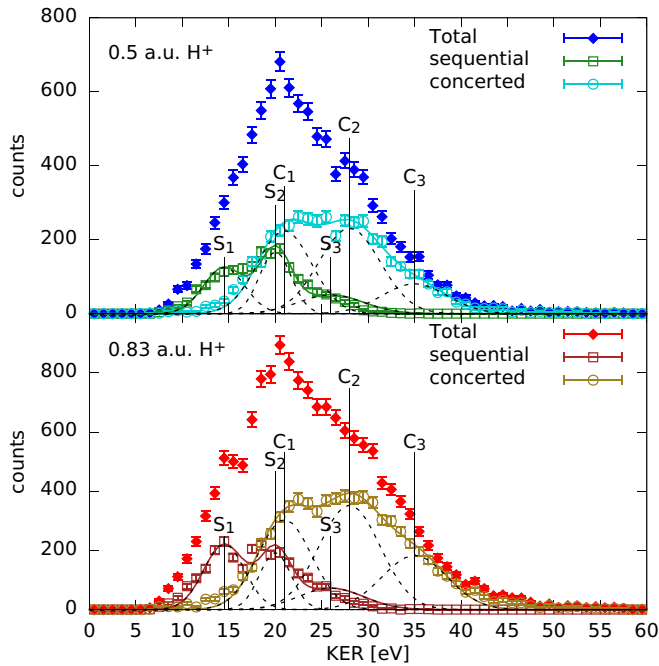 800
0.5 a.u. H⁺
Total
sequential
concerted
600
counts
C₂
400
C₁
C₃
S₂
200
S₁
S₃
0
0.83 a.u. H⁺
Total
sequential
concerted
800
C₂
600
counts
C₁
S₂
400
S₁
S₃
200
0
0 5 10 15 20 25 30 35 40 45 50 55 60
KER [eV]